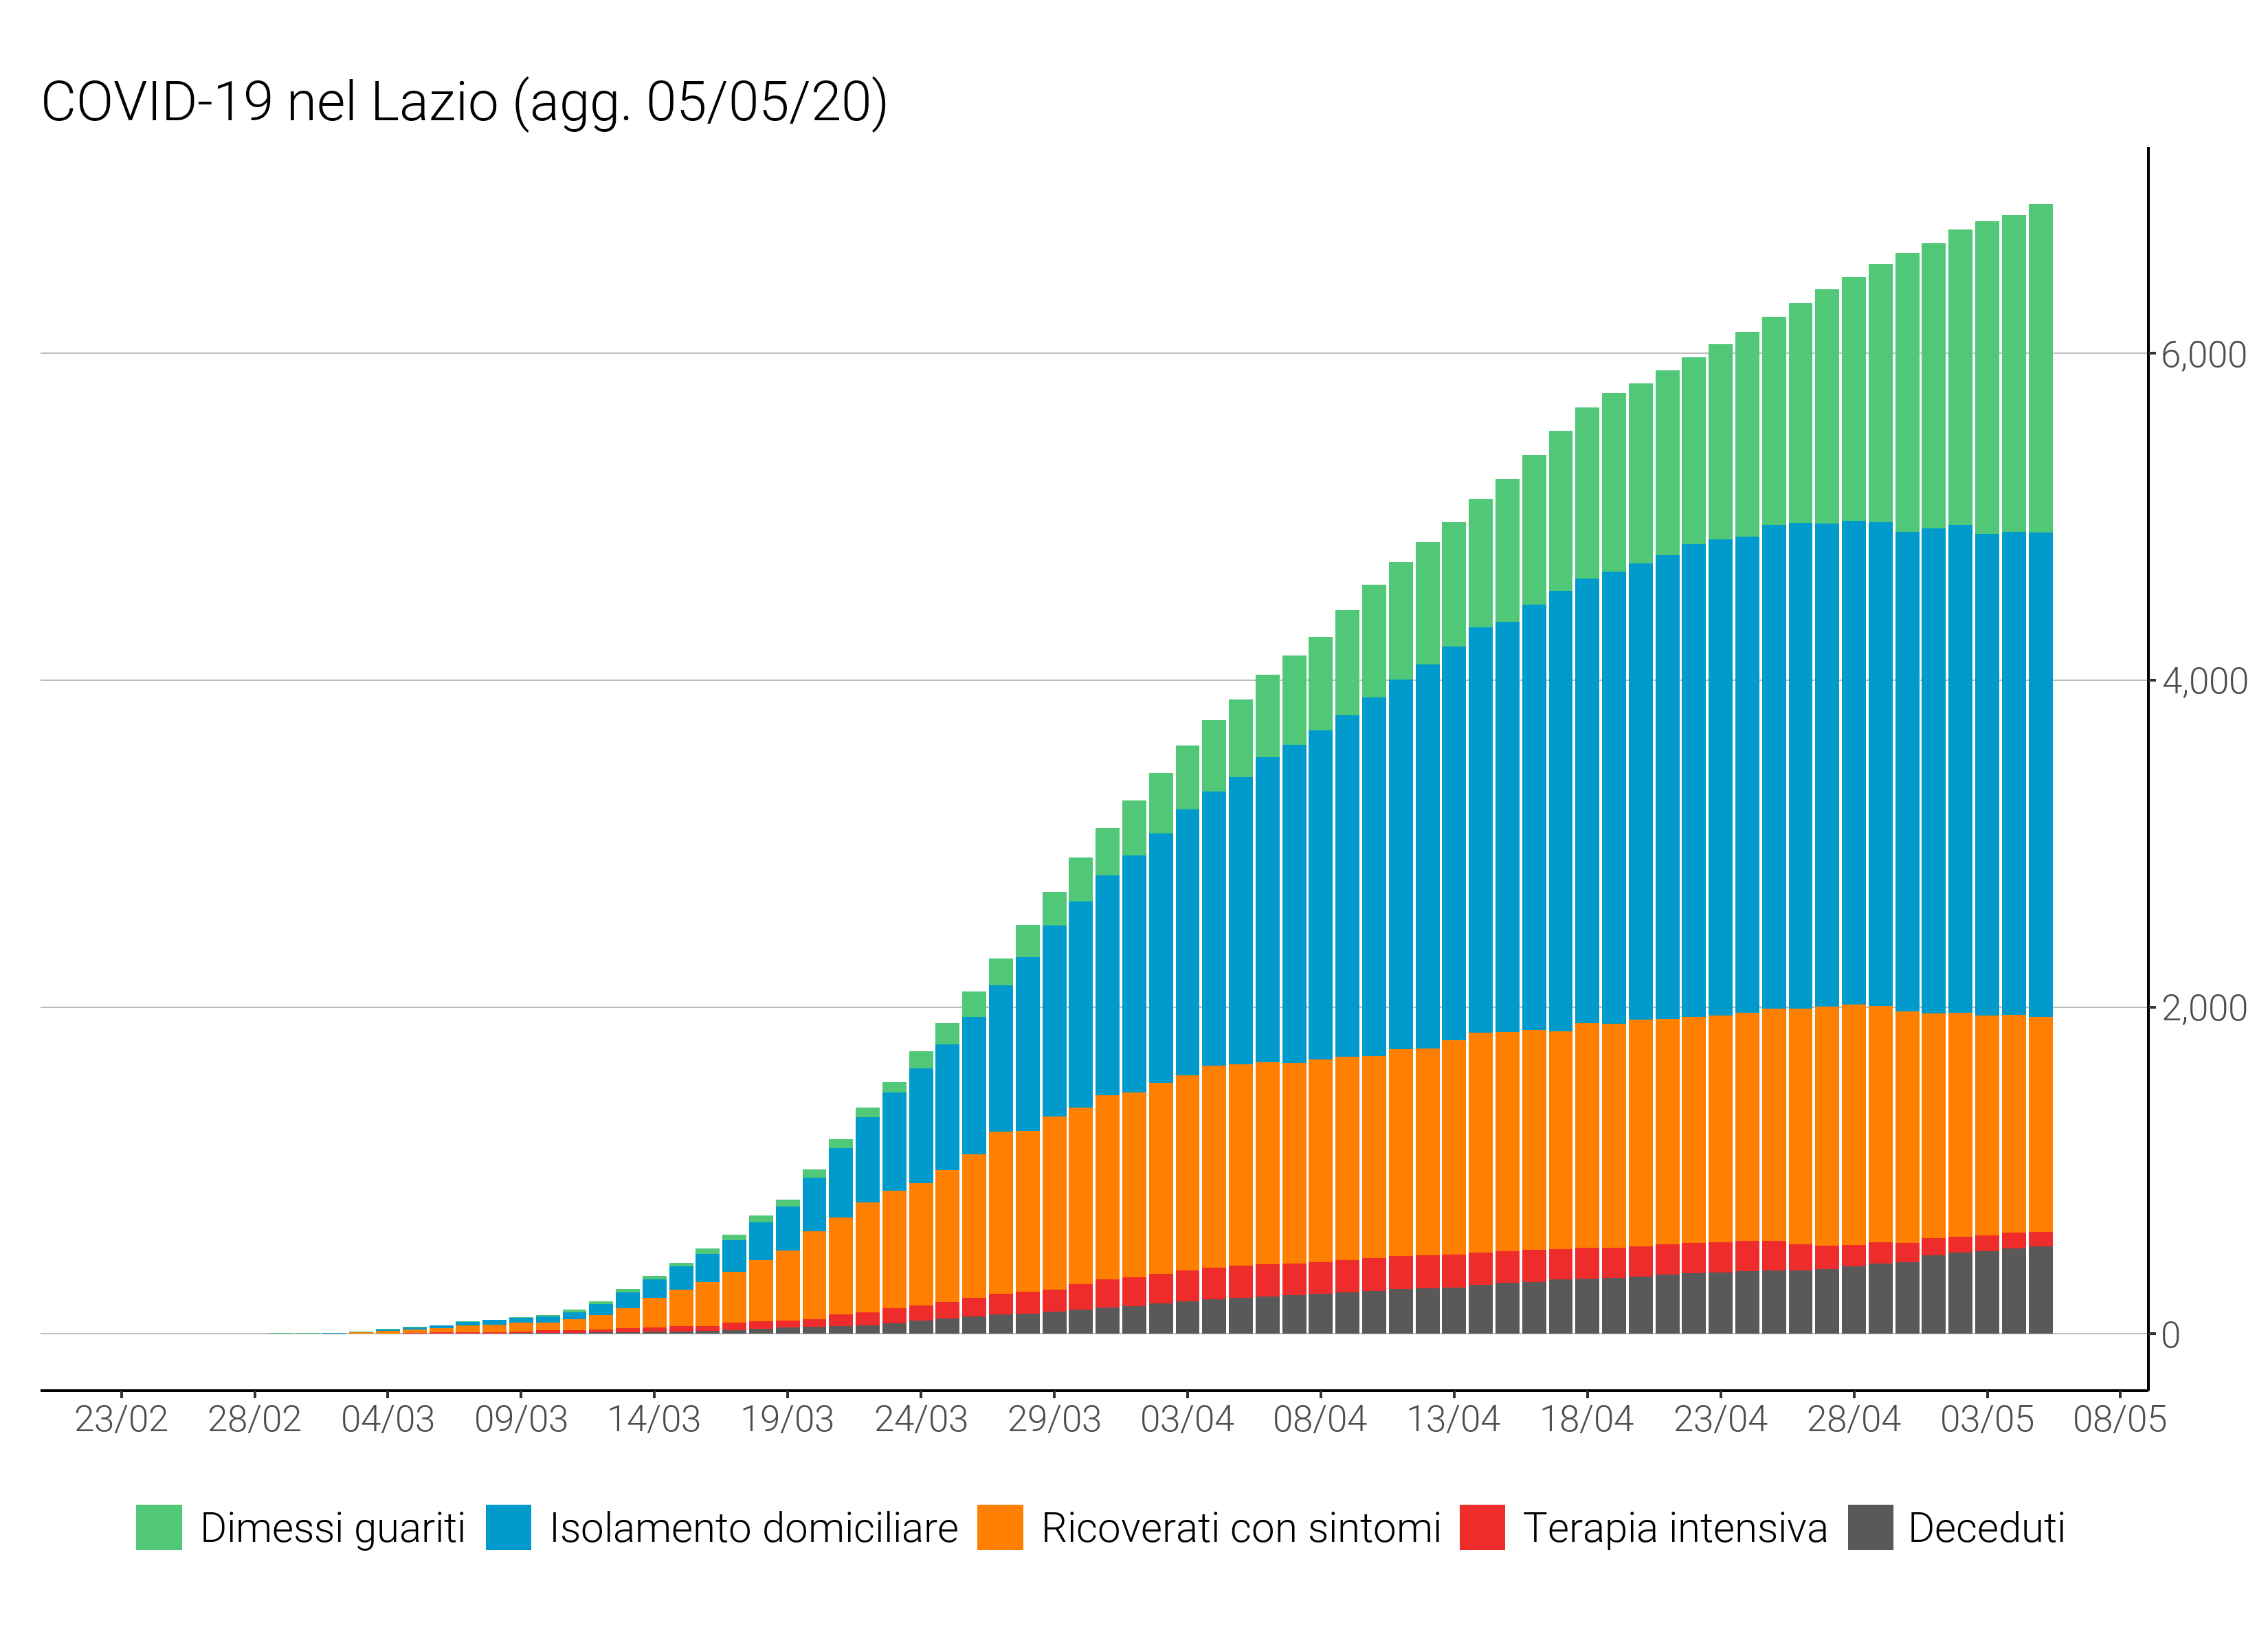 COVID-19 nel Lazio (agg. 05/05/20)
6,000
4,000
2,000
0
23/02 28/02 04/03 09/03 14/03 19/03 24/03 29/03 03/04 08/04 13/04 18/04 23/04 28/04 03/05 08/05
Dimessi guariti Isolamento domiciliare Ricoverati con sintomi Terapia intensiva Deceduti